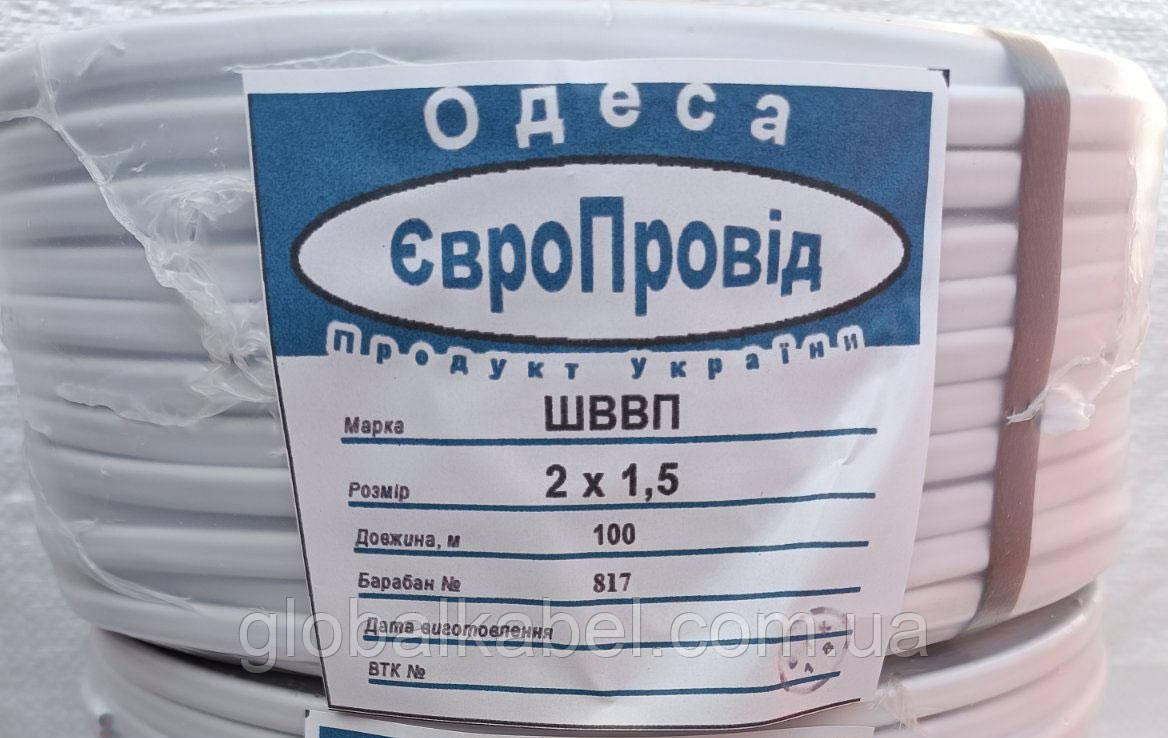 Одеса
ЄвроПровід
Продукт України
Марка ШВВП
Розмір 2 х 1,5
Довжина, м 100
Барабан № 817
Дата виготовлення
ВТК №
globalkabel.com.ua